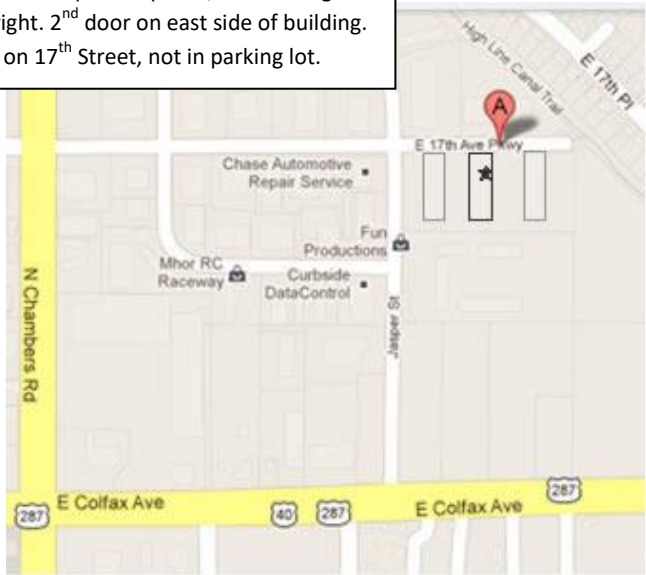 right. 2nd door on east side of building.
on 17th Street, not in parking lot.
High Line Canal Trail
E 17th Pl
A
E 17th Ave Pkwy
Chase Automotive
Repair Service
Fun
Productions
Mhor RC
Raceway
Curbside
DataControl
N Chambers Rd
Jasper St
287
E Colfax Ave
40
287
E Colfax Ave
287